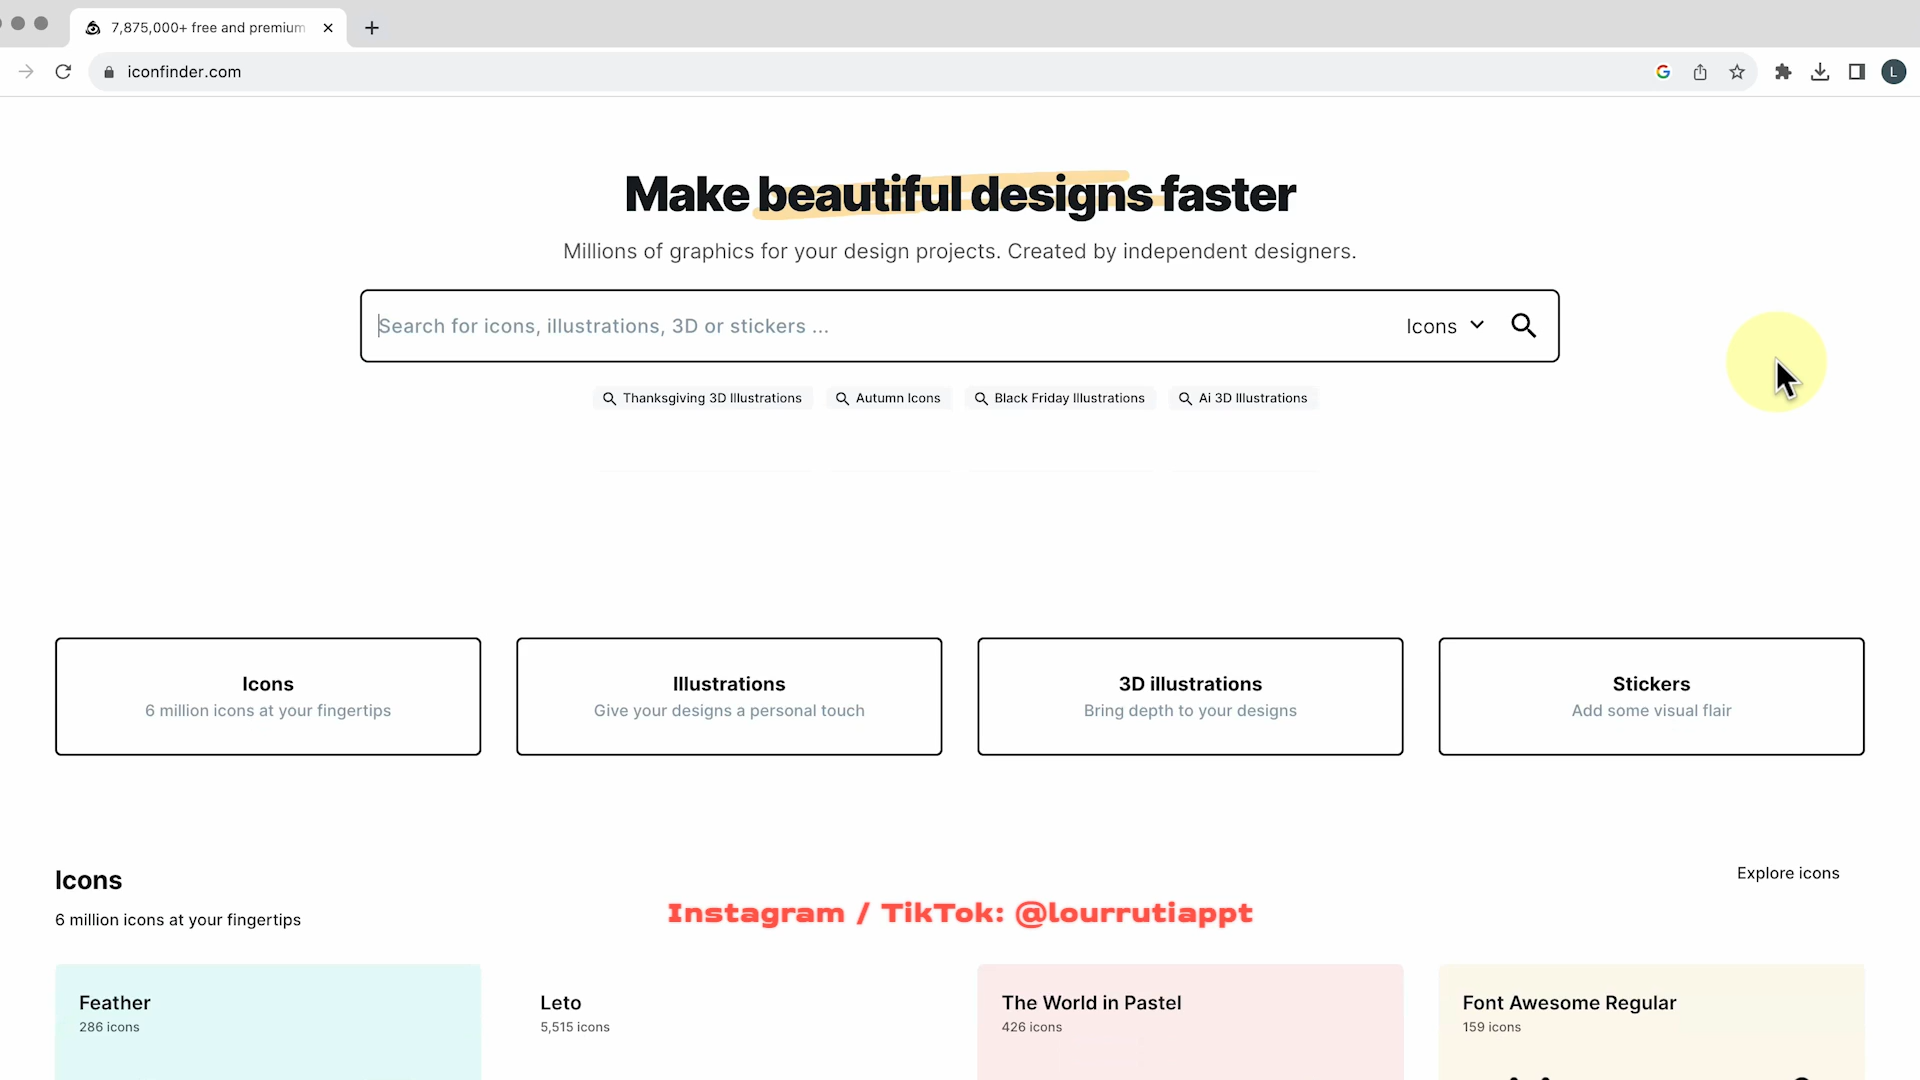 7,875,000+ free and premium
iconfinder.com
L
Make beautiful designs faster
Millions of graphics for your design projects. Created by independent designers.
Search for icons, illustrations, 3D or stickers ...
Icons
Thanksgiving 3D Illustrations
Autumn Icons
Black Friday Illustrations
Ai 3D Illustrations
Icons
6 million icons at your fingertips
Illustrations
Give your designs a personal touch
3D illustrations
Bring depth to your designs
Stickers
Add some visual flair
Icons
Explore icons
6 million icons at your fingertips
Instagram / TikTok: @lourrutiappt
Feather
286 icons
Leto
5,515 icons
The World in Pastel
426 icons
Font Awesome Regular
159 icons